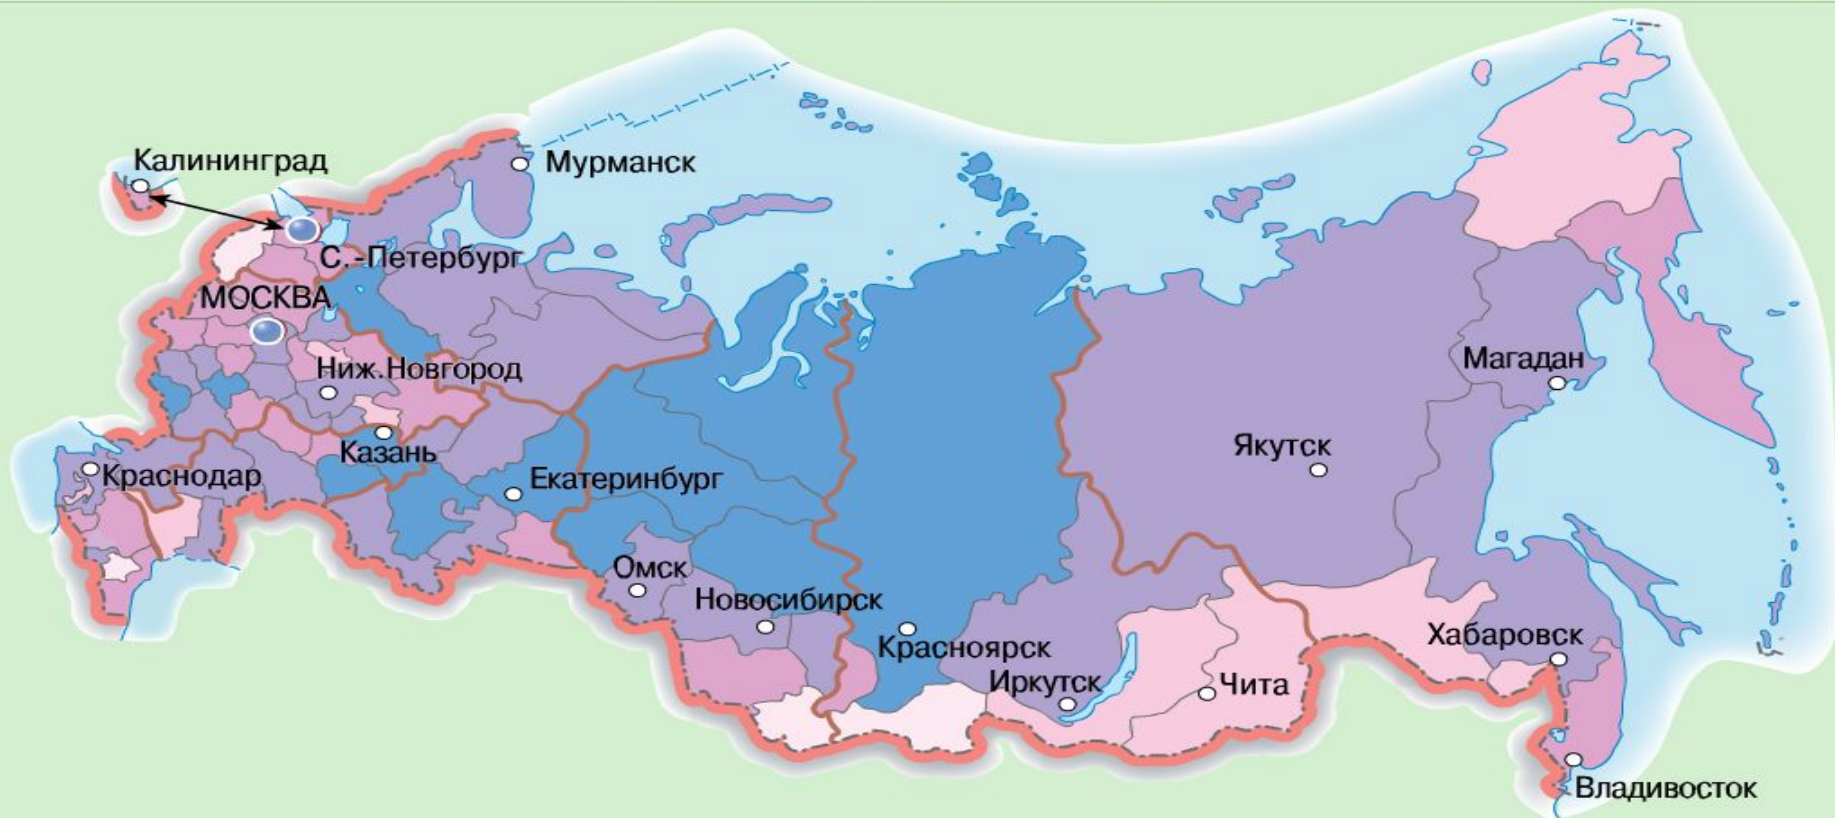 Калининград
Мурманск
С.-Петербург
МОСКВА
Ниж.Новгород
Магадан
Казань
Якутск
Краснодар
Екатеринбург
Омск
Новосибирск
Хабаровск
Красноярск
Иркутск
Чита
Владивосток